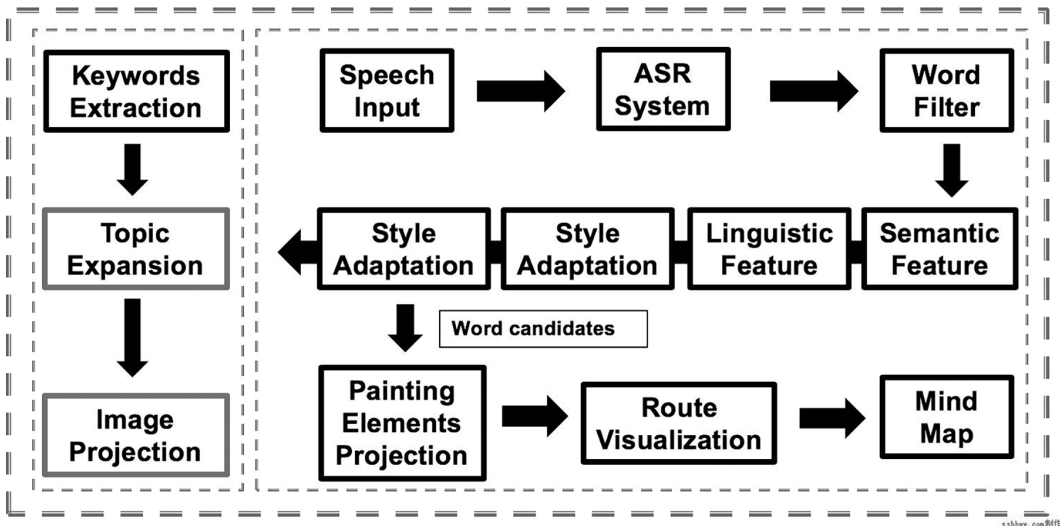 Keywords
Extraction
Topic
Expansion
Image
Projection
Speech
Input
ASR
System
Word
Filter
Style
Adaptation
Style
Adaptation
Linguistic
Feature
Semantic
Feature
Word candidates
Painting
Elements
Projection
Route
Visualization
Mind
Map